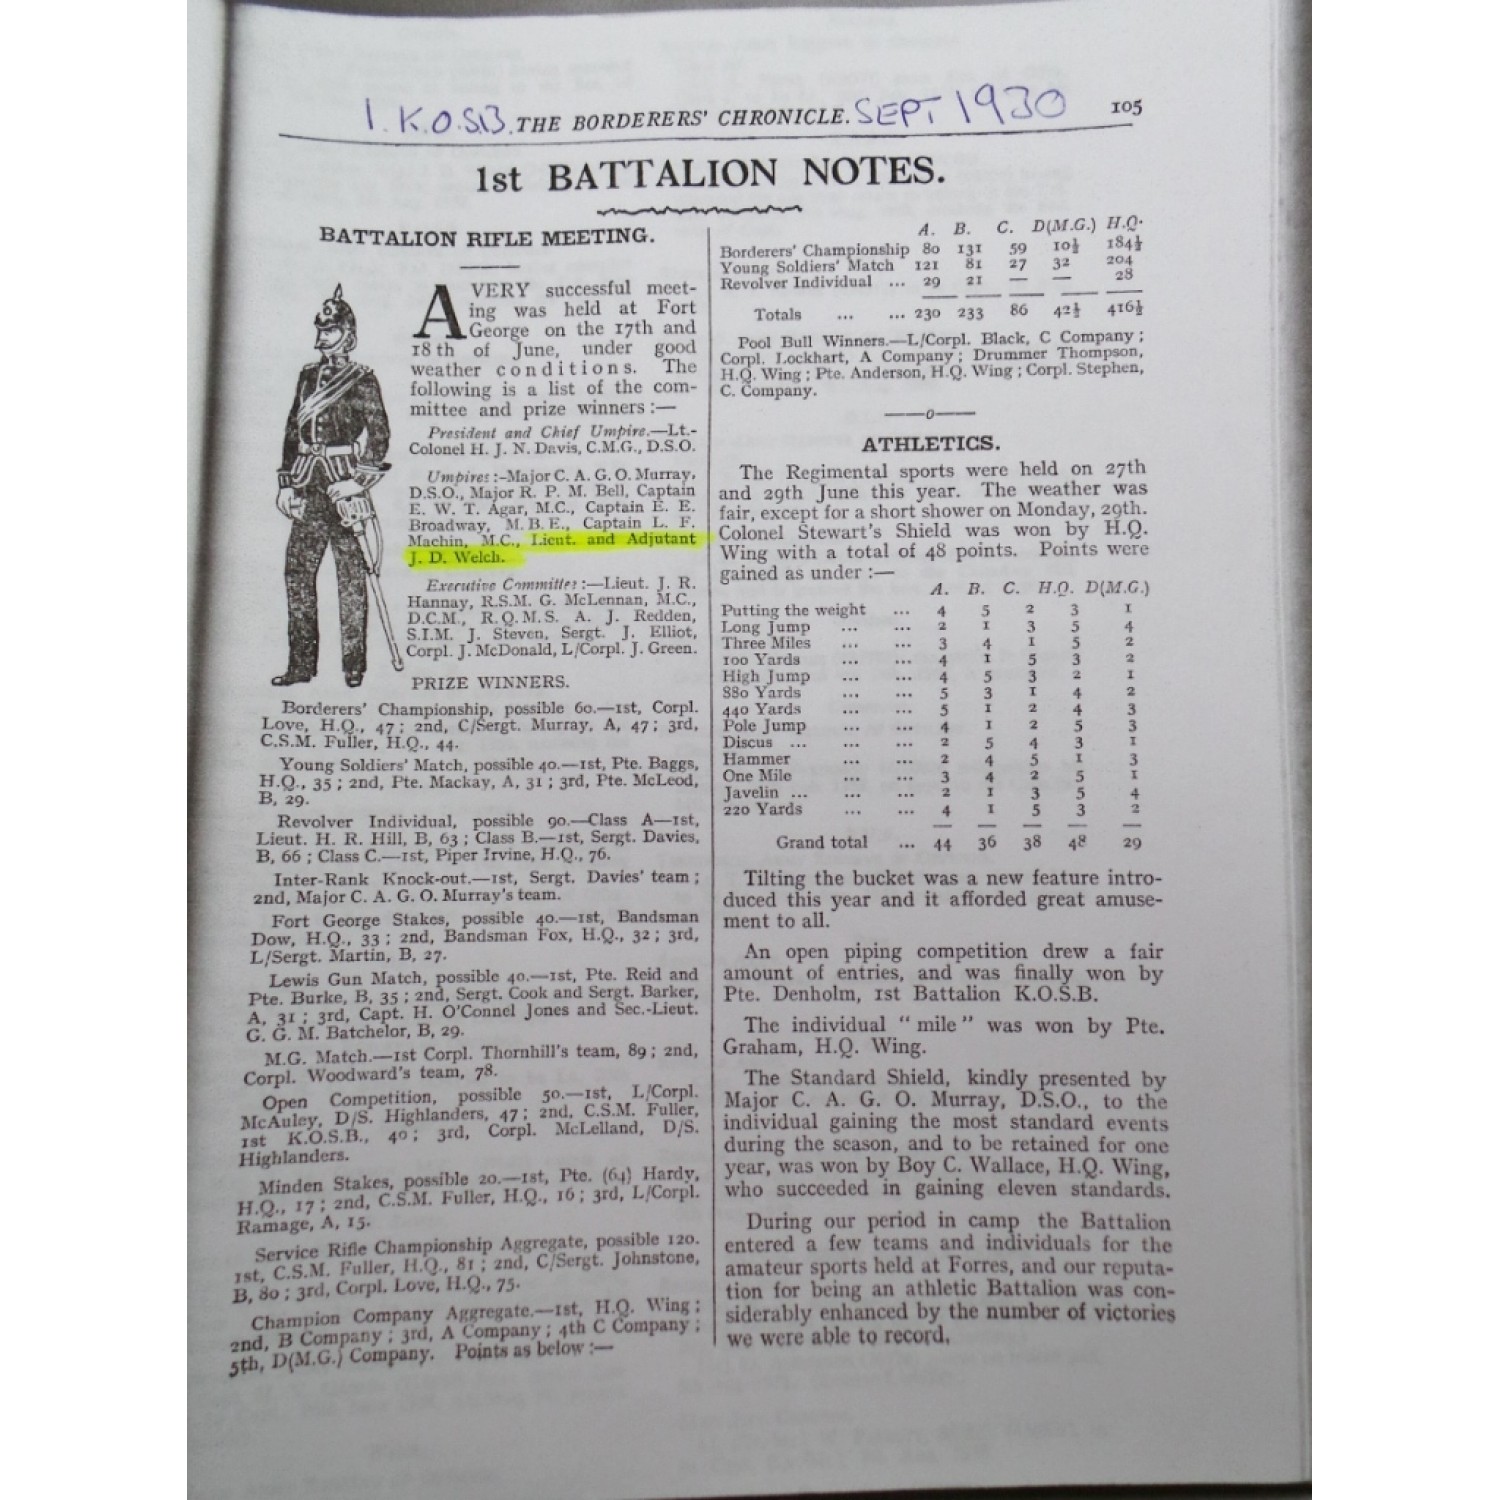 1. K.O.S.B. THE BORDERERS' CHRONICLE. SEPT 1930 105
1st BATTALION NOTES.
BATTALION RIFLE MEETING.
A VERY successful meet-
ing was held at Fort
George on the 17th and
18th of June, under good
weather conditions. The
following is a list of the com-
mittee and prize winners :—
President and Chief Umpire.—Lt.-
Colonel H. J. N. Davis, C.M.G., D.S.O.
Umpires :-Major C. A. G. O. Murray,
D.S.O., Major R. P. M. Bell, Captain
E. W. T. Agar, M.C., Captain E. E.
Broadway, M.B.E., Captain L. F.
Machin, M.C., Lieut. and Adjutant
J. D. Welch.
Executive Committee :—Lieut. J. R.
Hannay, R.S.M. G. McLennan, M.C.,
D.C.M., R.Q.M.S. A. J. Redden,
S.I.M. J. Steven, Sergt. J. Elliot,
Corpl. J. McDonald, L/Corpl. J. Green.
PRIZE WINNERS.
Borderers' Championship, possible 60.—1st, Corpl.
Love, H.Q., 47 ; 2nd, C/Sergt. Murray, A, 47 ; 3rd,
C.S.M. Fuller, H.Q., 44.
Young Soldiers' Match, possible 40.—1st, Pte. Baggs,
H.Q., 35 ; 2nd, Pte. Mackay, A, 31 ; 3rd, Pte. McLeod,
B, 29.
Revolver Individual, possible 90.—Class A—1st,
Lieut. H. R. Hill, B, 63 ; Class B.—1st, Sergt. Davies,
B, 66 ; Class C.—1st, Piper Irvine, H.Q., 76.
Inter-Rank Knock-out.—1st, Sergt. Davies' team ;
2nd, Major C. A. G. O. Murray's team.
Fort George Stakes, possible 40.—1st, Bandsman
Dow, H.Q., 33 ; 2nd, Bandsman Fox, H.Q., 32 ; 3rd,
L/Sergt. Martin, B, 27.
Lewis Gun Match, possible 40.—1st, Pte. Reid and
Pte. Burke, B, 35 ; 2nd, Sergt. Cook and Sergt. Barker,
A, 31 ; 3rd, Capt. H. O'Connel Jones and Sec.-Lieut.
G. G. M. Batchelor, B, 29.
M.G. Match.—1st Corpl. Thornhill's team, 89 ; 2nd,
Corpl. Woodward's team, 78.
Open Competition, possible 50.—1st, L/Corpl.
McAuley, D/S. Highlanders, 47 ; 2nd, C.S.M. Fuller,
1st K.O.S.B., 40 ; 3rd, Corpl. McLelland, D/S.
Highlanders.
Minden Stakes, possible 20.—1st, Pte. (64) Hardy,
H.Q., 17 ; 2nd, C.S.M. Fuller, H.Q., 16 ; 3rd, L/Corpl.
Ramage, A, 15.
Service Rifle Championship Aggregate, possible 120.
1st, C.S.M. Fuller, H.Q., 81 ; 2nd, C/Sergt. Johnstone,
B, 80 ; 3rd, Corpl. Love, H.Q., 75.
Champion Company Aggregate.—1st, H.Q. Wing ;
2nd, B Company ; 3rd, A Company ; 4th C Company ;
5th, D(M.G.) Company. Points as below :—
A. B. C. D(M.G.) H.Q.
Borderers' Championship 80 131 59 10½ 184½
Young Soldiers' Match 121 81 27 32 204
Revolver Individual ... 29 21 — — 28
Totals ... ... 230 233 86 42½ 416½
Pool Bull Winners.—L/Corpl. Black, C Company ;
Corpl. Lockhart, A Company ; Drummer Thompson,
H.Q. Wing ; Pte. Anderson, H.Q. Wing ; Corpl. Stephen,
C. Company.
—o—
ATHLETICS.
The Regimental sports were held on 27th
and 29th June this year. The weather was
fair, except for a short shower on Monday, 29th.
Colonel Stewart's Shield was won by H.Q.
Wing with a total of 48 points. Points were
gained as under :—
A. B. C. H.Q. D(M.G.)
Putting the weight ... 4 5 2 3 1
Long Jump ... ... 2 1 3 5 4
Three Miles ... ... 3 4 1 5 2
100 Yards ... ... 4 1 5 3 2
High Jump ... ... 4 5 3 2 1
880 Yards ... ... 5 3 1 4 2
440 Yards ... ... 5 1 2 4 3
Pole Jump ... ... 4 1 2 5 3
Discus ... ... ... 2 5 4 3 1
Hammer ... ... 2 4 5 1 3
One Mile ... ... 3 4 2 5 1
Javelin ... ... ... 2 1 3 5 4
220 Yards ... ... 4 1 5 3 2
Grand total ... 44 36 38 48 29
Tilting the bucket was a new feature intro-
duced this year and it afforded great amuse-
ment to all.
An open piping competition drew a fair
amount of entries, and was finally won by
Pte. Denholm, 1st Battalion K.O.S.B.
The individual "mile" was won by Pte.
Graham, H.Q. Wing.
The Standard Shield, kindly presented by
Major C. A. G. O. Murray, D.S.O., to the
individual gaining the most standard events
during the season, and to be retained for one
year, was won by Boy C. Wallace, H.Q. Wing,
who succeeded in gaining eleven standards.
During our period in camp the Battalion
entered a few teams and individuals for the
amateur sports held at Forres, and our reputa-
tion for being an athletic Battalion was con-
siderably enhanced by the number of victories
we were able to record.